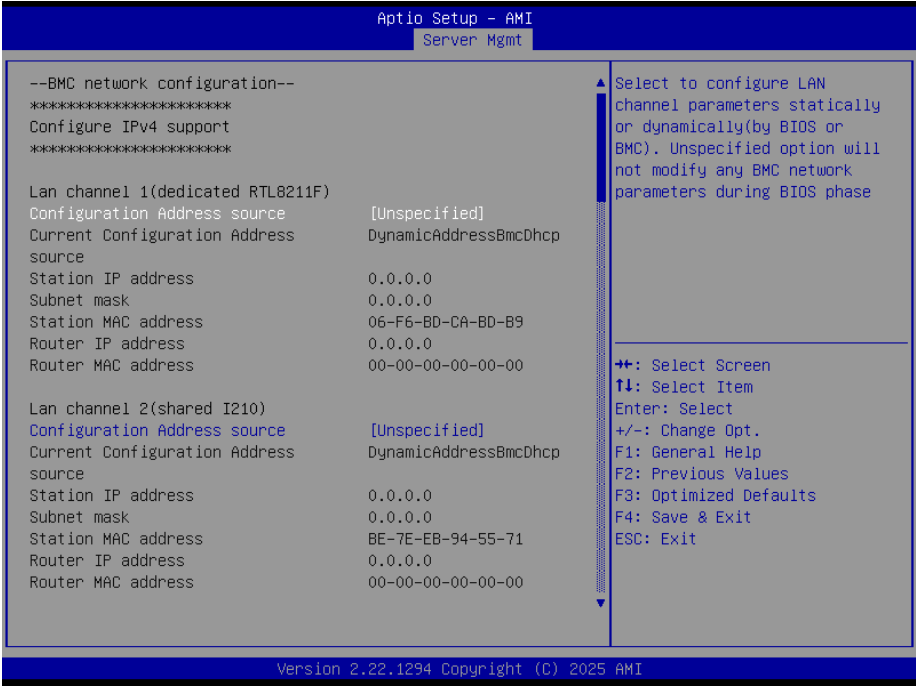 Aptio Setup – AMI
Server Mgmt
--BMC network configuration--
**********************
Configure IPv4 support
**********************
Lan channel 1(dedicated RTL8211F)
Configuration Address source [Unspecified]
Current Configuration Address DynamicAddressBmcDhcp
source
Station IP address 0.0.0.0
Subnet mask 0.0.0.0
Station MAC address 06-F6-BD-CA-BD-B9
Router IP address 0.0.0.0
Router MAC address 00-00-00-00-00-00
Lan channel 2(shared I210)
Configuration Address source [Unspecified]
Current Configuration Address DynamicAddressBmcDhcp
source
Station IP address 0.0.0.0
Subnet mask 0.0.0.0
Station MAC address BE-7E-EB-94-55-71
Router IP address 0.0.0.0
Router MAC address 00-00-00-00-00-00
Select to configure LAN
channel parameters statically
or dynamically(by BIOS or
BMC). Unspecified option will
not modify any BMC network
parameters during BIOS phase
→←: Select Screen
↑↓: Select Item
Enter: Select
+/-: Change Opt.
F1: General Help
F2: Previous Values
F3: Optimized Defaults
F4: Save & Exit
ESC: Exit
Version 2.22.1294 Copyright (C) 2025 AMI